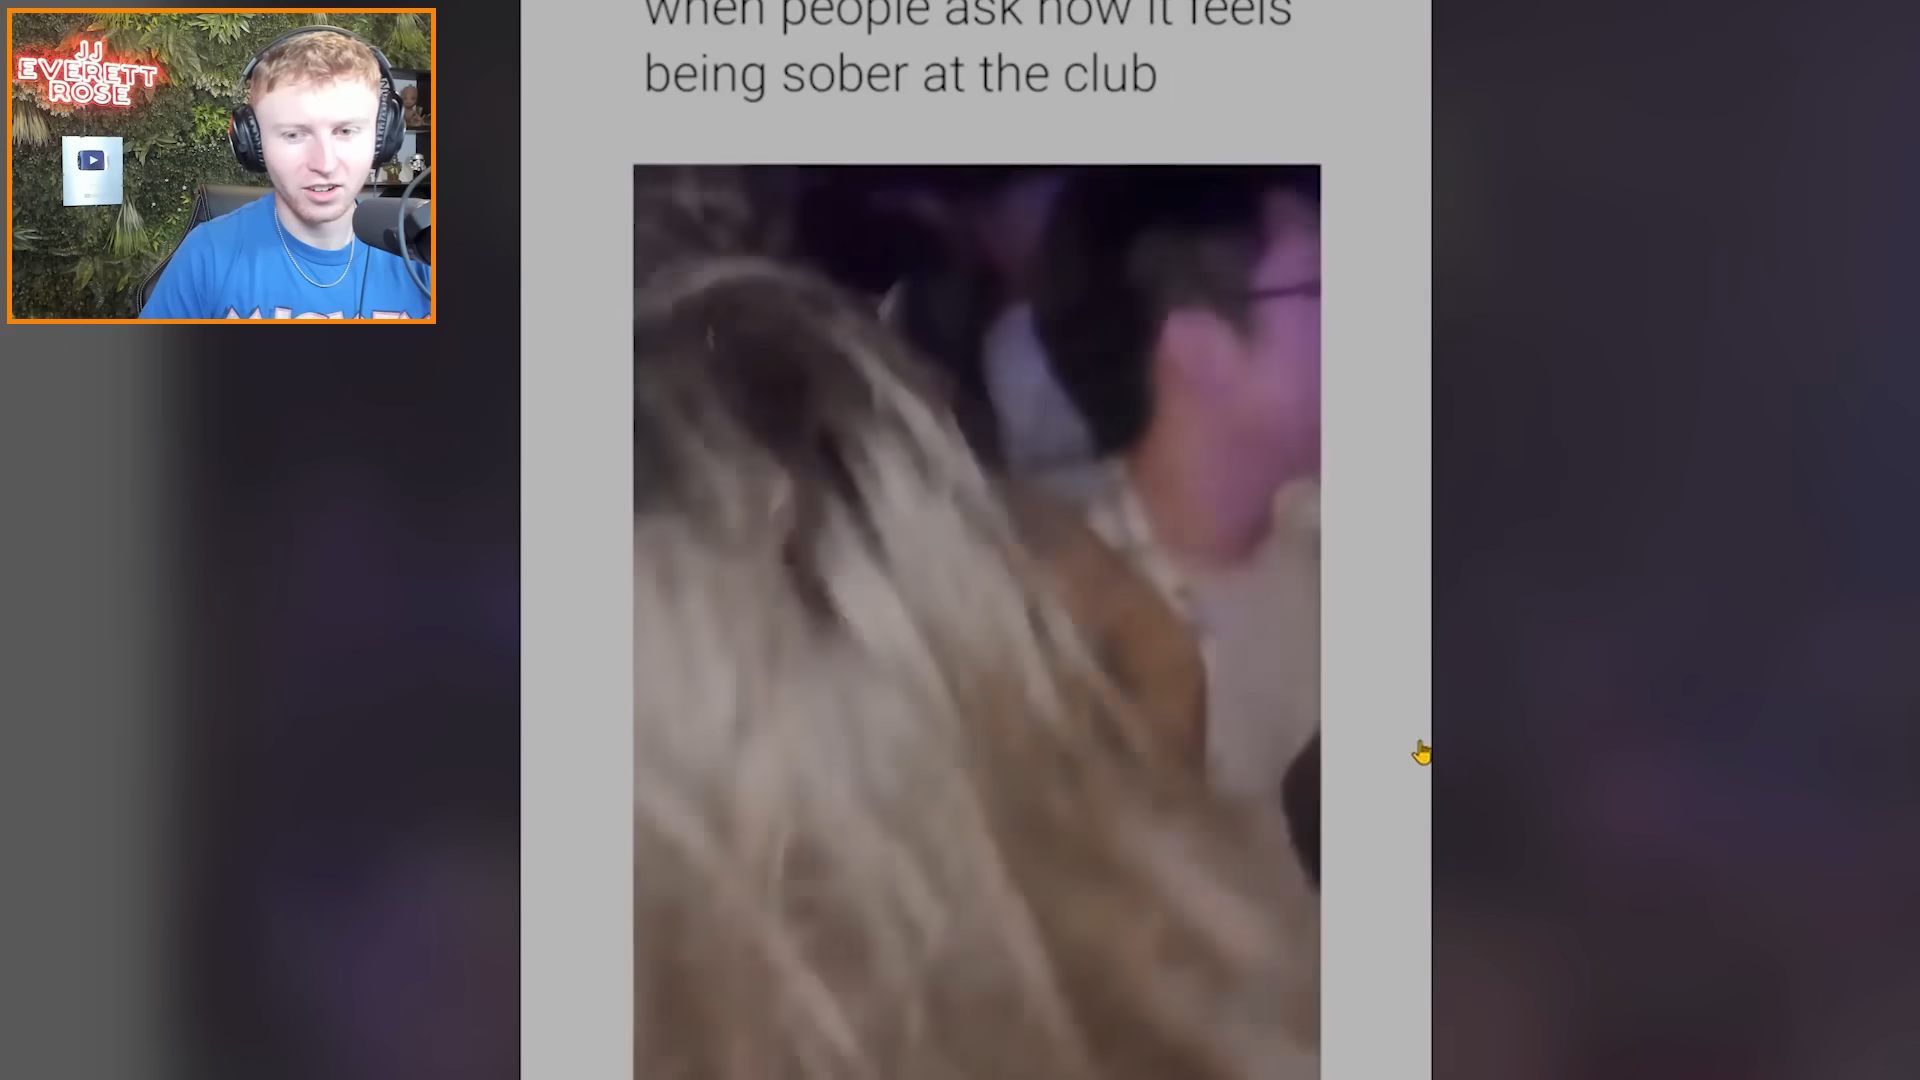 JJ
EVERETT
ROSE
when people ask how it feels
being sober at the club